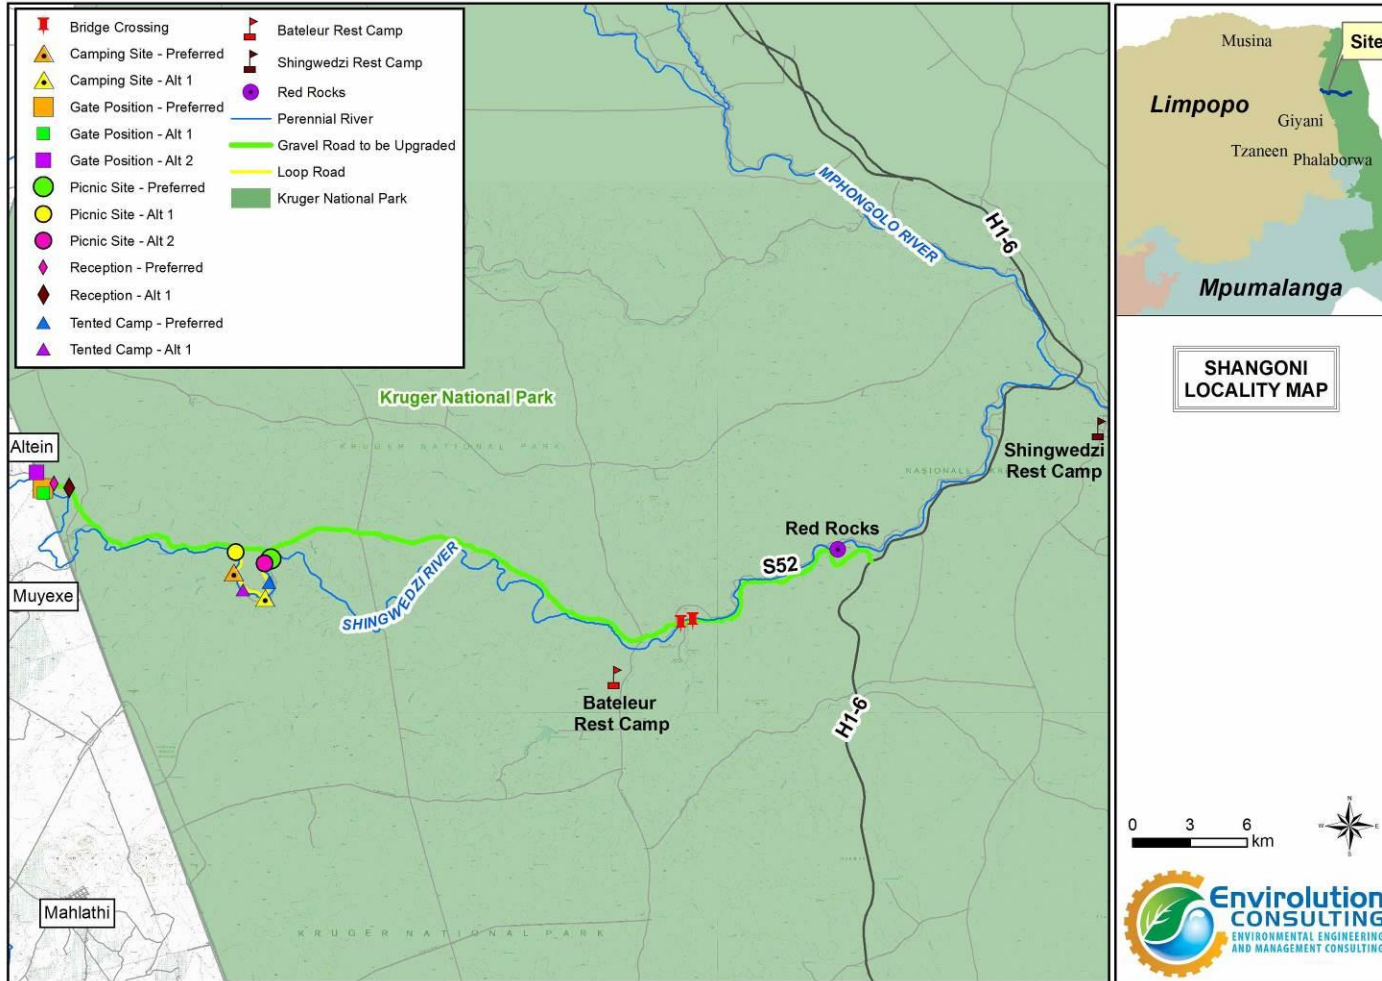 Bridge Crossing
Camping Site - Preferred
Camping Site - Alt 1
Gate Position - Preferred
Gate Position - Alt 1
Gate Position - Alt 2
Picnic Site - Preferred
Picnic Site - Alt 1
Picnic Site - Alt 2
Reception - Preferred
Reception - Alt 1
Tented Camp - Preferred
Tented Camp - Alt 1
Bateleur Rest Camp
Shingwedzi Rest Camp
Red Rocks
Perennial River
Gravel Road to be Upgraded
Loop Road
Kruger National Park
MPHONGOLO RIVER
H1-6
Kruger National Park
KRUGER NATIONAL PARK
Altein
Muyexe
SHINGWEDZI RIVER
Shingwedzi
Rest Camp
NASIONALE
Red Rocks
S52
Bateleur
Rest Camp
H1-6
Mahlathi
KRUGER NATIONAL PARK
Musina
Site
Limpopo
Giyani
Tzaneen
Phalaborwa
Mpumalanga
SHANGONI
LOCALITY MAP
N
W
E
S
0 3 6
km
Envirolution
CONSULTING
ENVIRONMENTAL ENGINEERING
AND MANAGEMENT CONSULTING